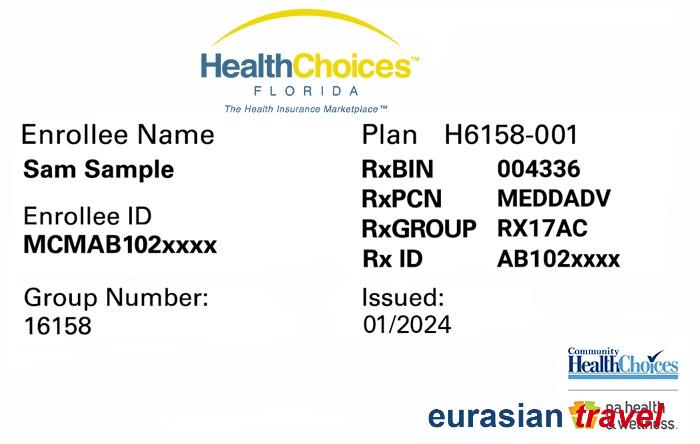 HealthChoices™
FLORIDA
The Health Insurance Marketplace™
Enrollee Name
Sam Sample
Enrollee ID
MCMAB102xxxx
Group Number:
16158
Plan H6158-001
RxBIN 004336
RxPCN MEDDADV
RxGROUP RX17AC
Rx ID AB102xxxx
Issued:
01/2024
Community
HealthChoices
pa health
& wellness.
eurasian travel